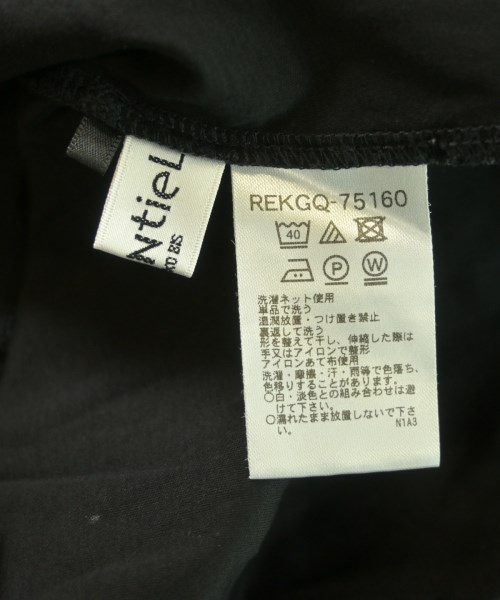 NtieL
KO BIS
REKGQ-75160
40
P W
洗濯ネット使用
単品で洗う
湿潤放置・つけ置き禁止
裏返して洗う
形を整えて干し、伸縮した際は
手又はアイロンで整形
アイロンあて布使用
洗濯・摩擦・汗・雨等で色落ち、
色移りすることがあります。
○白・淡色との組み合わせは避
けて下さい。
○濡れたまま放置しないで下さ
い。
N1A3